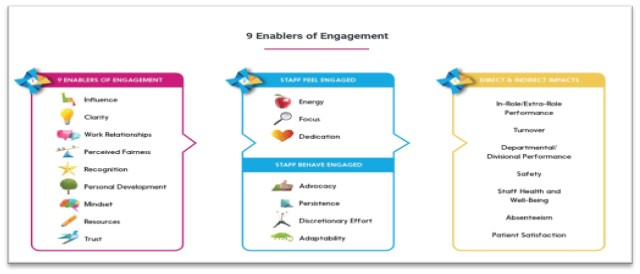 9 Enablers of Engagement
9 ENABLERS OF ENGAGEMENT
Influence
Clarity
Work Relationships
Perceived Fairness
Recognition
Personal Development
Mindset
Resources
Trust
STAFF FEEL ENGAGED
Energy
Focus
Dedication
STAFF BEHAVE ENGAGED
Advocacy
Persistence
Discretionary Effort
Adaptability
DIRECT & INDIRECT IMPACTS
In-Role/Extra-Role
Performance
Turnover
Departmental/
Divisional Performance
Safety
Staff Health and
Well-Being
Absenteeism
Patient Satisfaction